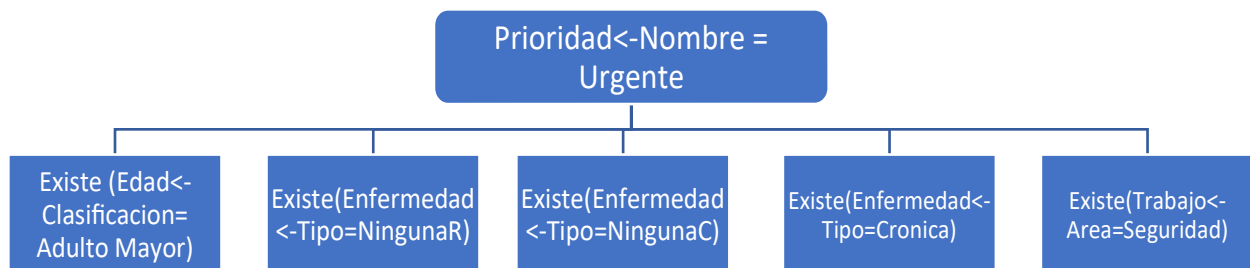 Prioridad<-Nombre =
Urgente
Existe (Edad<-
Clasificacion=
Adulto Mayor)
Existe(Enfermedad
<-Tipo=NingunaR)
Existe(Enfermedad
<-Tipo=NingunaC)
Existe(Enfermedad<-
Tipo=Cronica)
Existe(Trabajo<-
Area=Seguridad)